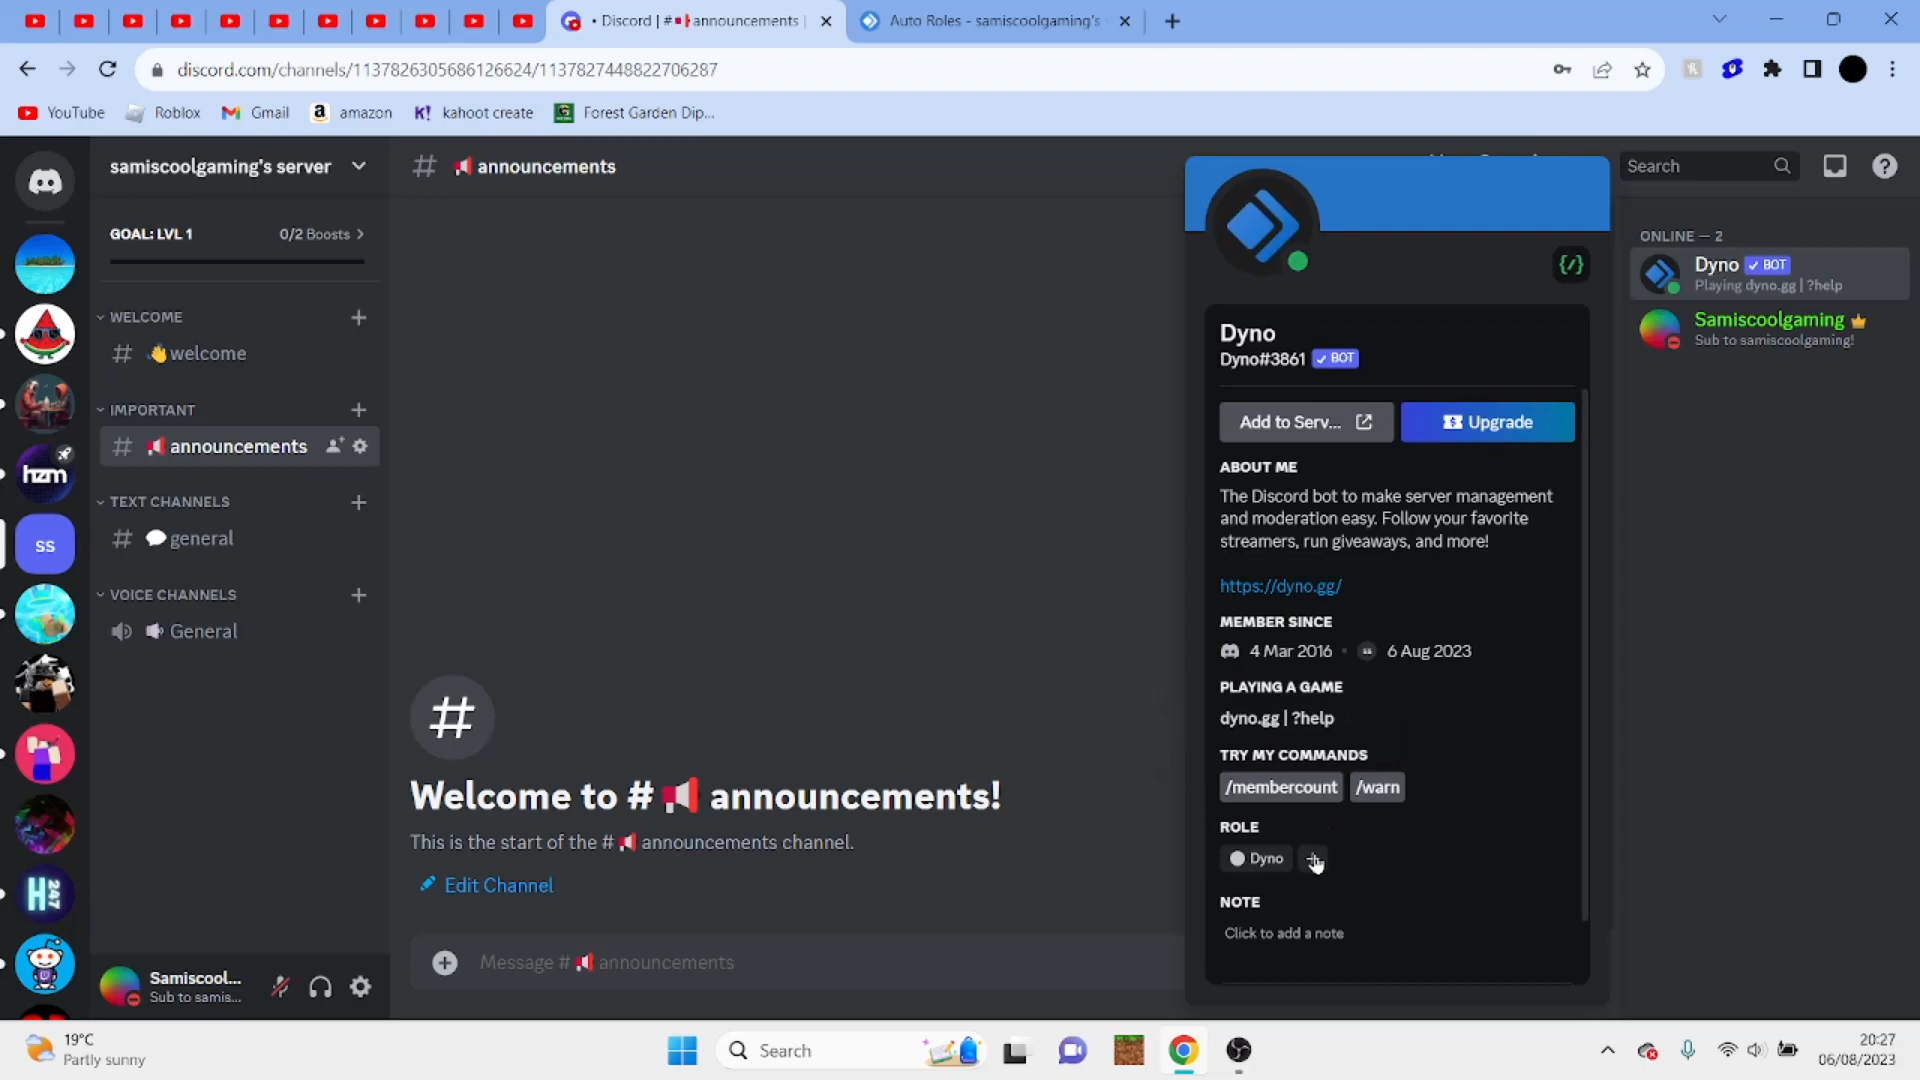 • Discord | # announcements |
Auto Roles - samiscoolgaming's
discord.com/channels/1137826305686126624/1137827448822706287
YouTube
Roblox
Gmail
amazon
kahoot create
Forest Garden Dip...
samiscoolgaming's server
GOAL: LVL 1
0/2 Boosts
WELCOME
# 👋welcome
IMPORTANT
# 📢 announcements
TEXT CHANNELS
# 💬 general
VOICE CHANNELS
General
Samiscool...
Sub to samis...
# 📢 announcements
Welcome to # 📢 announcements!
This is the start of the # 📢 announcements channel.
Edit Channel
Message # 📢 announcements
Dyno
Dyno#3861 ✓ BOT
Add to Serv...
Upgrade
ABOUT ME
The Discord bot to make server management
and moderation easy. Follow your favorite
streamers, run giveaways, and more!
https://dyno.gg/
MEMBER SINCE
4 Mar 2016 • 6 Aug 2023
PLAYING A GAME
dyno.gg | ?help
TRY MY COMMANDS
/membercount
/warn
ROLE
Dyno
NOTE
Click to add a note
Search
ONLINE — 2
Dyno ✓ BOT
Playing dyno.gg | ?help
Samiscoolgaming
Sub to samiscoolgaming!
hzm
ss
H247
19°C
Partly sunny
Search
20:27
06/08/2023